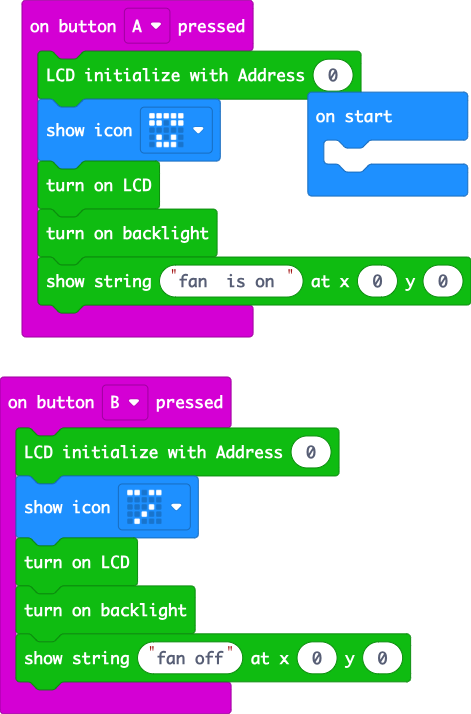 on button A pressed
LCD initialize with Address 0
on start
show icon
turn on LCD
turn on backlight
show string "fan  is on " at x 0 y 0
on button B pressed
LCD initialize with Address 0
show icon
turn on LCD
turn on backlight
show string "fan off" at x 0 y 0